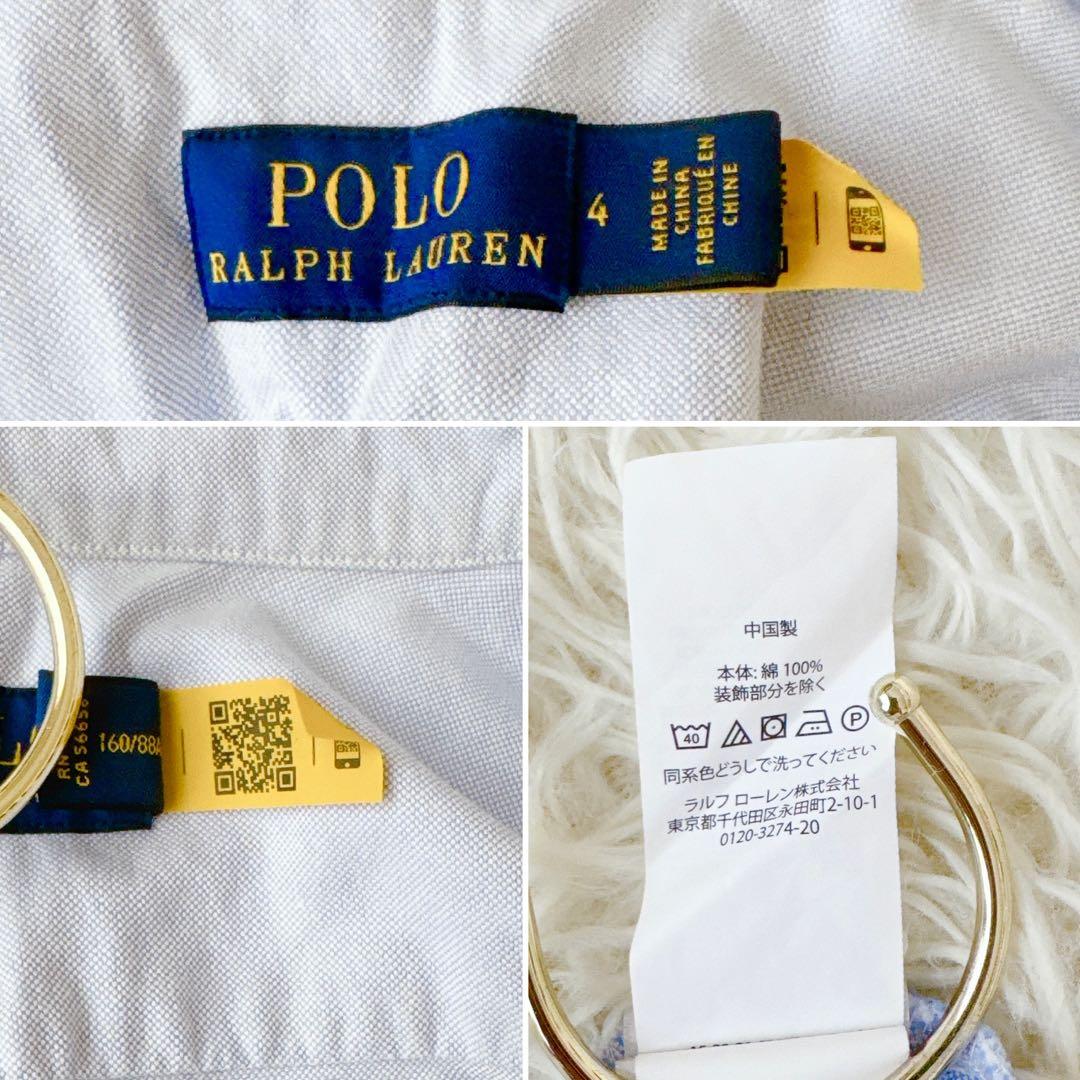 POLO
RALPH LAUREN
4
MADE IN
CHINA
FABRIQUÉ EN
CHINE
160/88A
RN
CA 56656
中国製
本体: 綿 100%
装飾部分を除く
40
P
同系色どうしで洗ってください
ラルフ ローレン株式会社
東京都千代田区永田町2-10-1
0120-3274-20